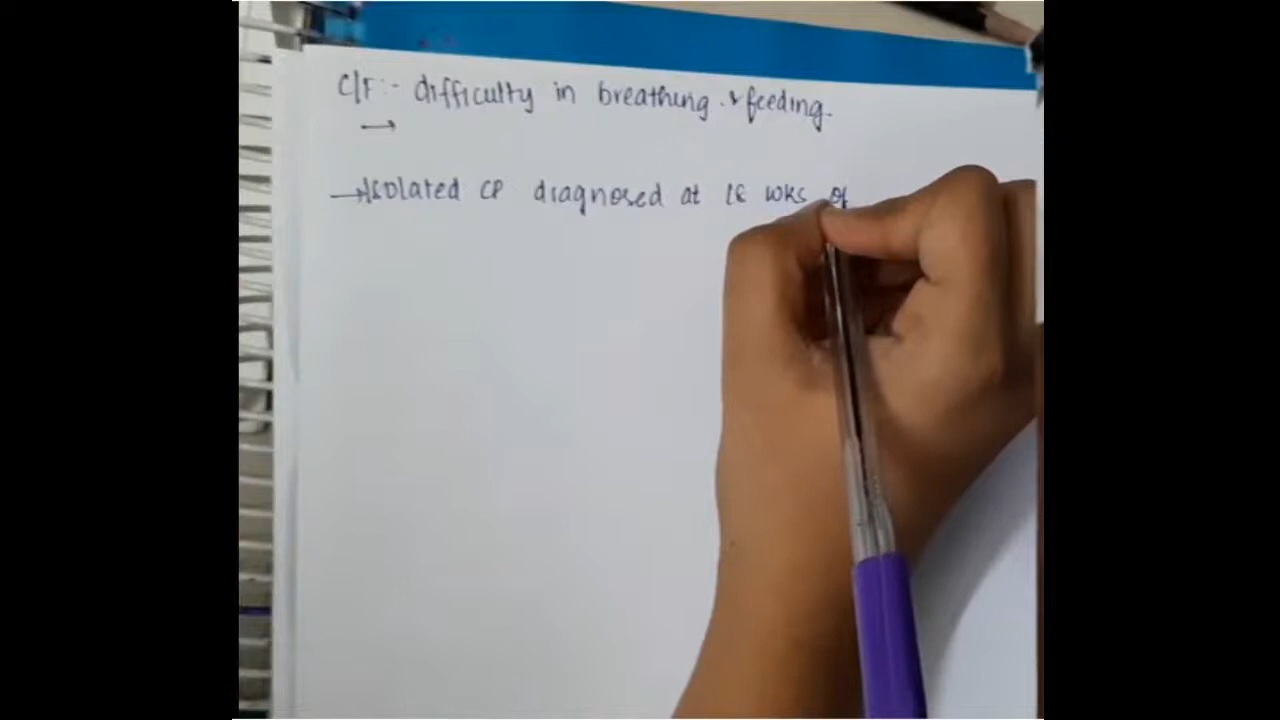 C/F:- difficulty in breathing & feeding.
→
→Isolated CP diagnosed at 18 wks of